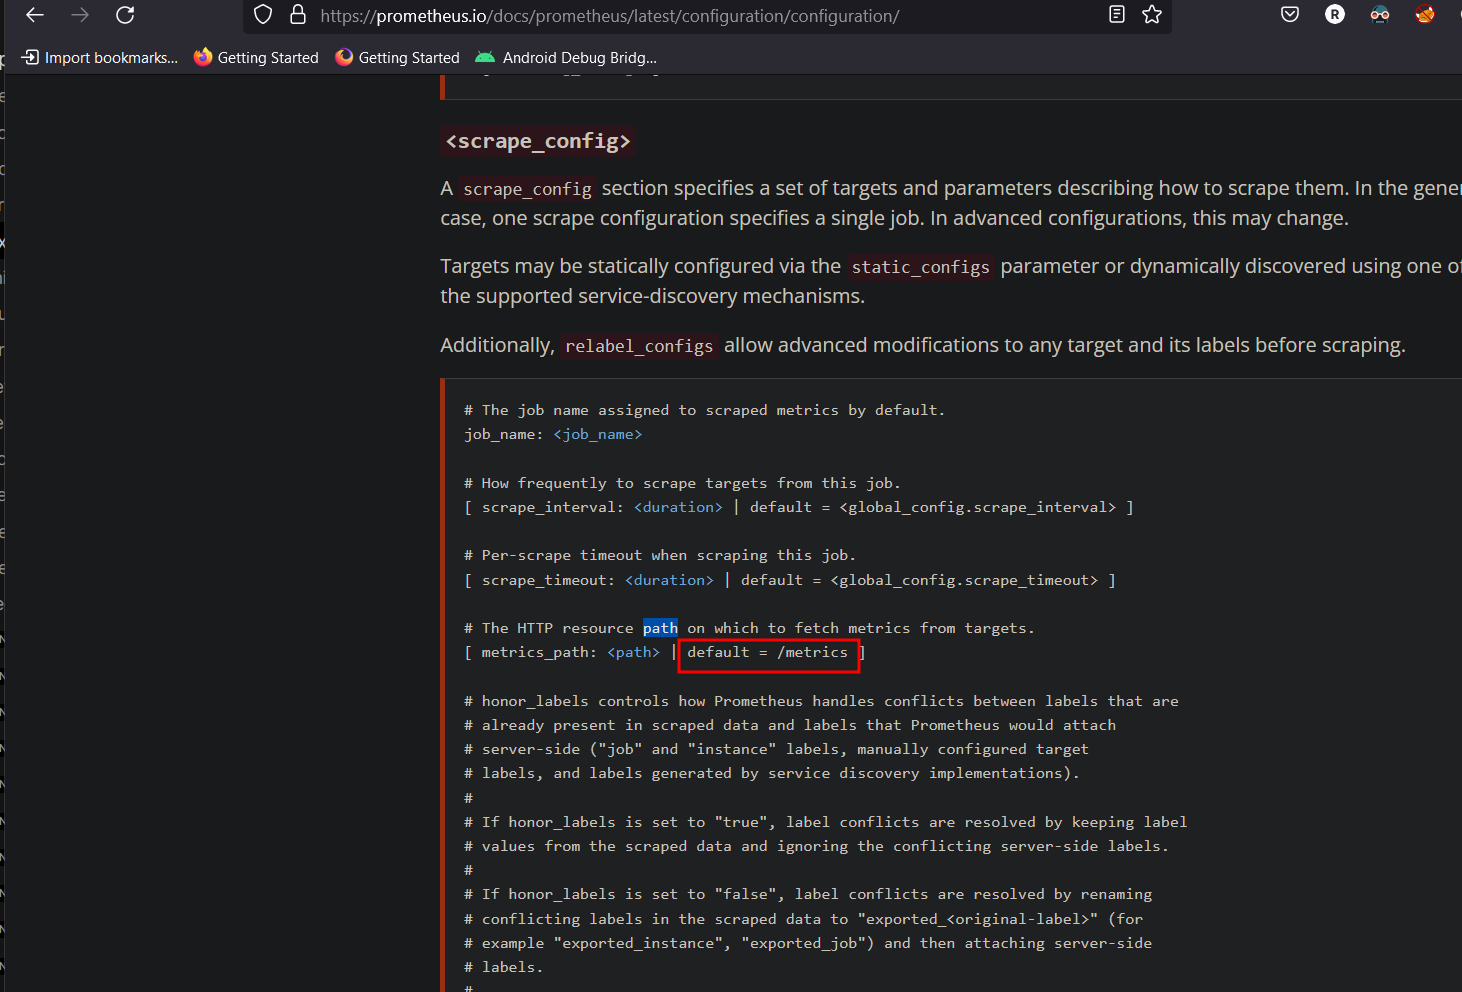 https://prometheus.io/docs/prometheus/latest/configuration/configuration/
R
Import bookmarks... Getting Started Getting Started Android Debug Bridg...
<scrape_config>
A scrape_config section specifies a set of targets and parameters describing how to scrape them. In the gener
case, one scrape configuration specifies a single job. In advanced configurations, this may change.
Targets may be statically configured via the static_configs parameter or dynamically discovered using one of
the supported service-discovery mechanisms.
Additionally, relabel_configs allow advanced modifications to any target and its labels before scraping.
# The job name assigned to scraped metrics by default.
job_name: <job_name>
# How frequently to scrape targets from this job.
[ scrape_interval: <duration> | default = <global_config.scrape_interval> ]
# Per-scrape timeout when scraping this job.
[ scrape_timeout: <duration> | default = <global_config.scrape_timeout> ]
# The HTTP resource path on which to fetch metrics from targets.
[ metrics_path: <path> | default = /metrics ]
# honor_labels controls how Prometheus handles conflicts between labels that are
# already present in scraped data and labels that Prometheus would attach
# server-side ("job" and "instance" labels, manually configured target
# labels, and labels generated by service discovery implementations).
#
# If honor_labels is set to "true", label conflicts are resolved by keeping label
# values from the scraped data and ignoring the conflicting server-side labels.
#
# If honor_labels is set to "false", label conflicts are resolved by renaming
# conflicting labels in the scraped data to "exported_<original-label>" (for
# example "exported_instance", "exported_job") and then attaching server-side
# labels.
#